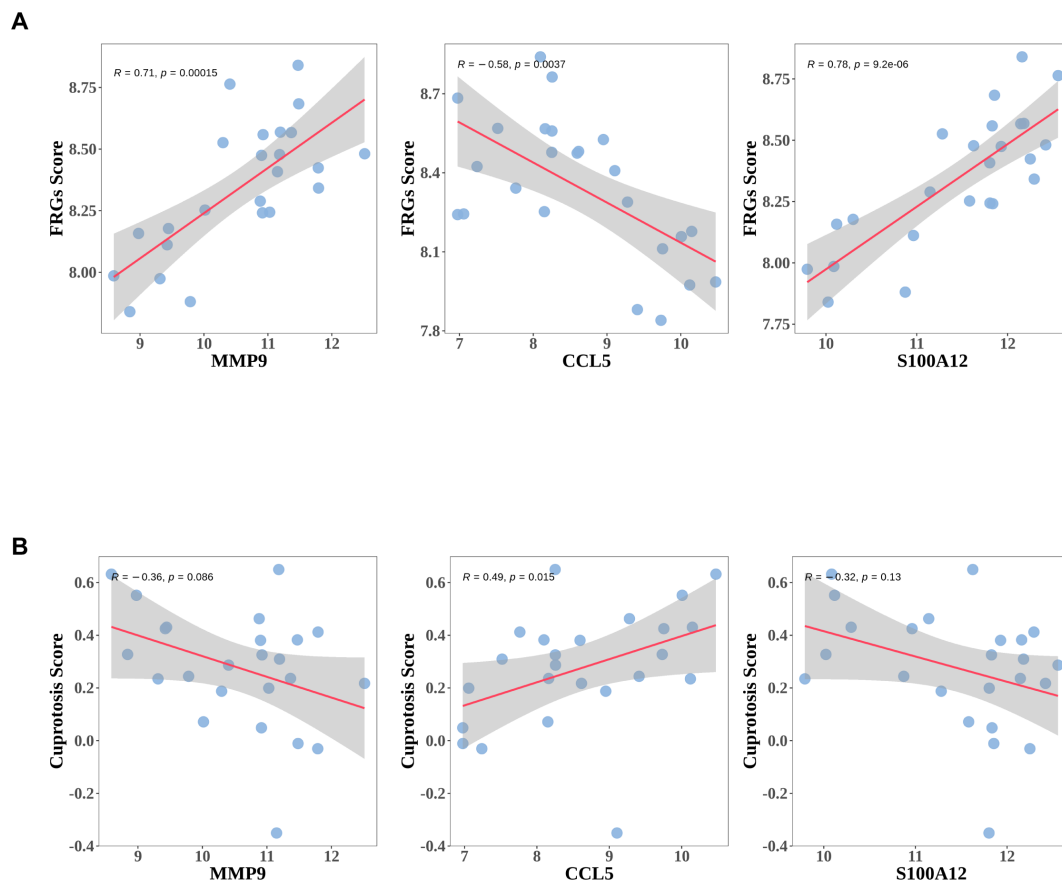 A
R = 0.71, p = 0.00015
FRGs Score
8.75
8.50
8.25
8.00
9 10 11 12
MMP9
R = −0.58, p = 0.0037
FRGs Score
8.7
8.4
8.1
7.8
7 8 9 10
CCL5
R = 0.78, p = 9.2e-06
FRGs Score
8.75
8.50
8.25
8.00
7.75
10 11 12
S100A12
B
R = −0.36, p = 0.086
Cuprotosis Score
0.6
0.4
0.2
0.0
-0.2
-0.4
9 10 11 12
MMP9
R = 0.49, p = 0.015
Cuprotosis Score
0.6
0.4
0.2
0.0
-0.2
-0.4
7 8 9 10
CCL5
R = −0.32, p = 0.13
Cuprotosis Score
0.6
0.4
0.2
0.0
-0.2
-0.4
10 11 12
S100A12